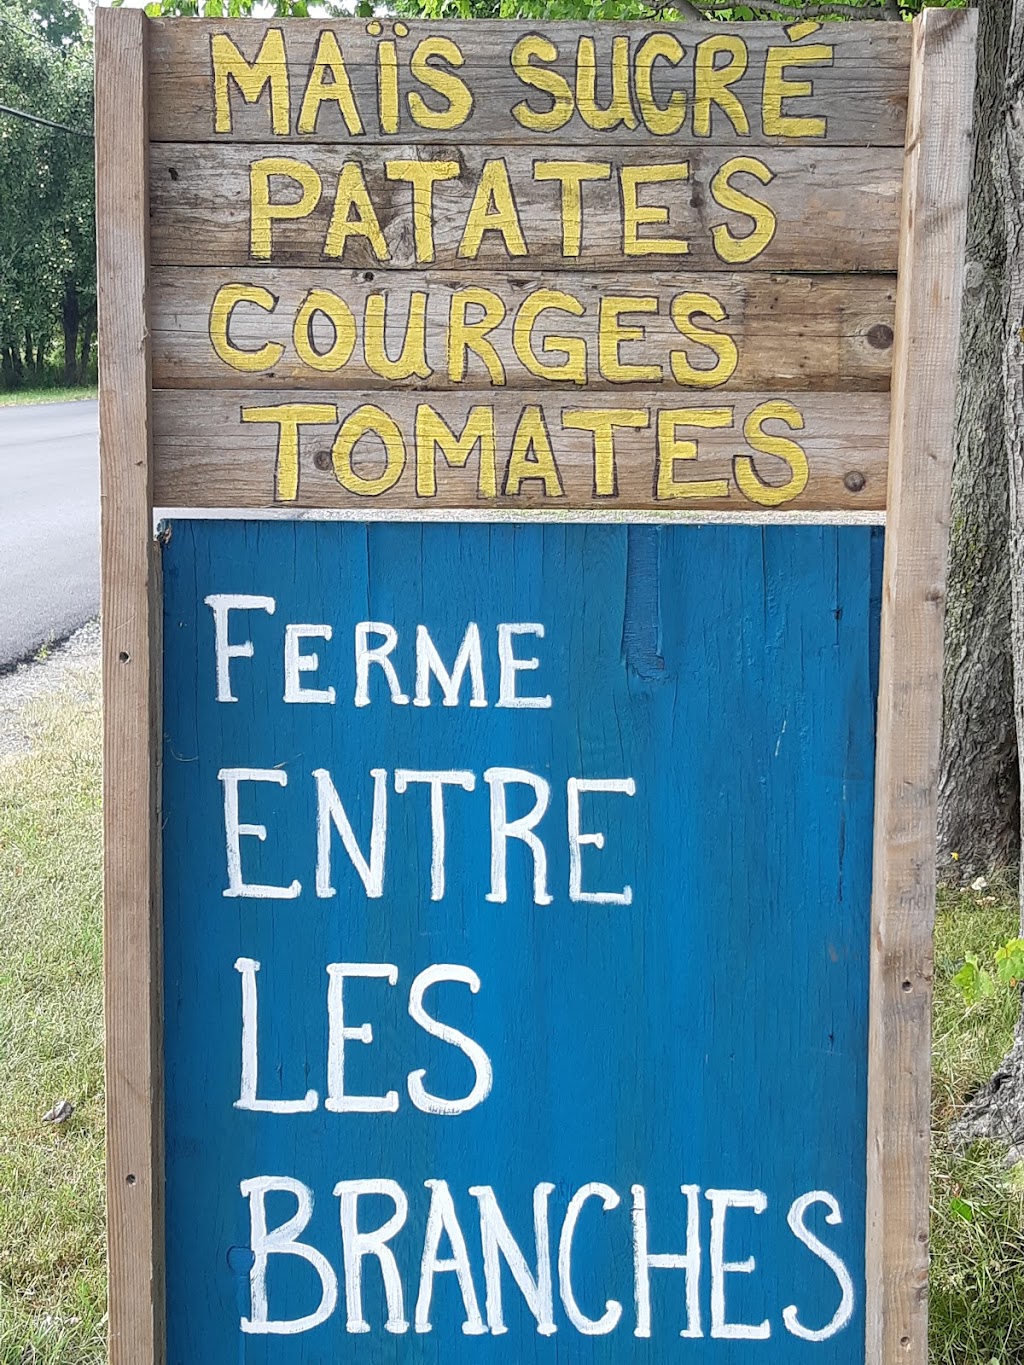 MAÏS SUCRÉ
PATATES
COURGES
TOMATES
FERME
ENTRE
LES
BRANCHES